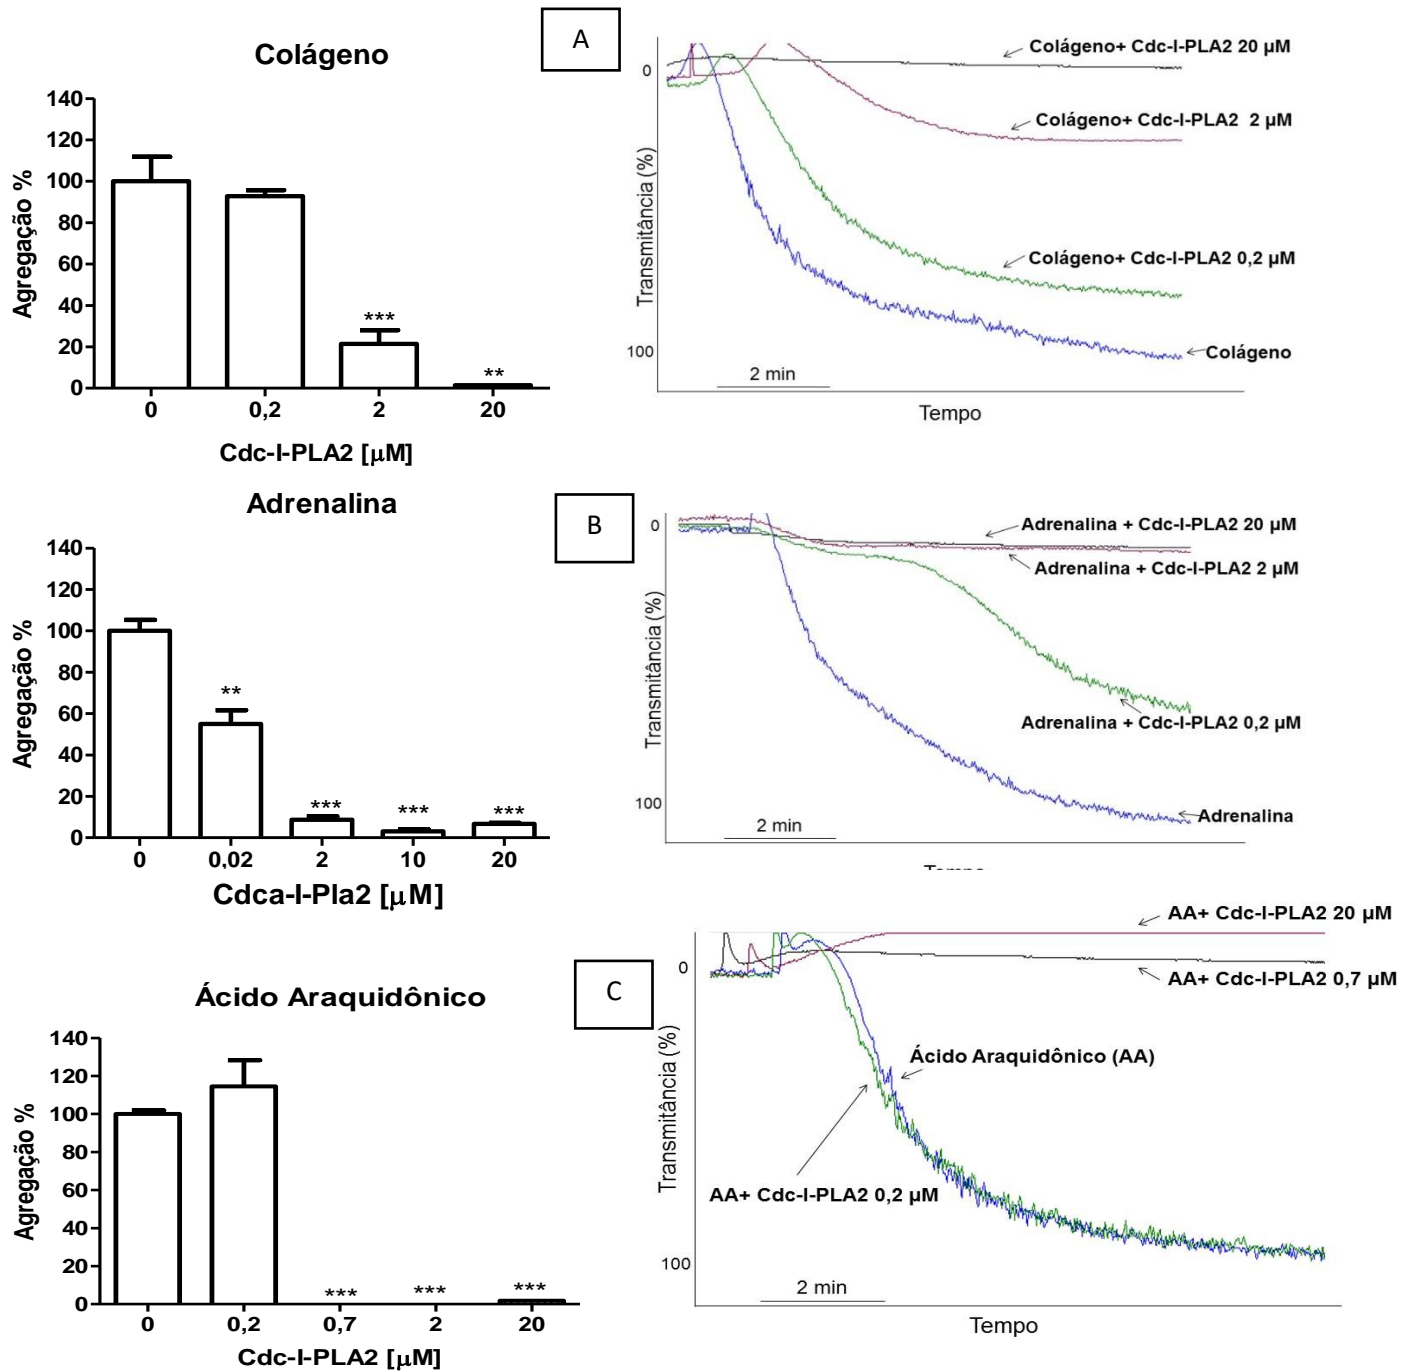 Colágeno
A
Agregação %
140
120
100
80
60
40
20
0
***
**
0
0,2
2
20
Cdc-I-PLA2 [μM]
Transmitância (%)
0
100
Colágeno+ Cdc-I-PLA2 20 μM
Colágeno+ Cdc-I-PLA2 2 μM
Colágeno+ Cdc-I-PLA2 0,2 μM
Colágeno
2 min
Tempo
Adrenalina
B
Agregação %
140
120
100
80
60
40
20
0
**
***
***
***
0
0,02
2
10
20
Cdca-I-Pla2 [μM]
Transmitância (%)
0
100
Adrenalina + Cdc-I-PLA2 20 μM
Adrenalina + Cdc-I-PLA2 2 μM
Adrenalina + Cdc-I-PLA2 0,2 μM
Adrenalina
2 min
Ácido Araquidônico
C
Agregação %
140
120
100
80
60
40
20
0
***
***
***
0
0,2
0,7
2
20
Cdc-I-PLA2 [μM]
Transmitância (%)
0
100
AA+ Cdc-I-PLA2 20 μM
AA+ Cdc-I-PLA2 0,7 μM
Ácido Araquidônico (AA)
AA+ Cdc-I-PLA2 0,2 μM
2 min
Tempo